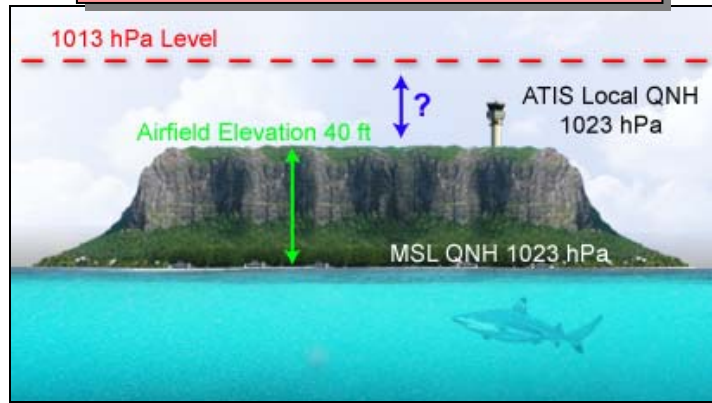 1013 hPa Level
?
ATIS Local QNH
1023 hPa
Airfield Elevation 40 ft
MSL QNH 1023 hPa